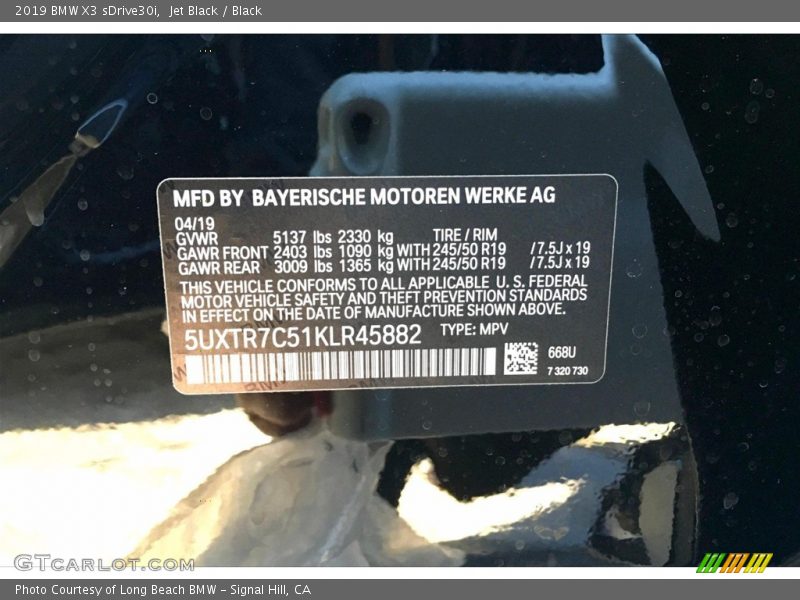 2019 BMW X3 sDrive30i, Jet Black / Black
MFD BY BAYERISCHE MOTOREN WERKE AG
04/19
GVWR 5137 lbs 2330 kg TIRE / RIM
GAWR FRONT 2403 lbs 1090 kg WITH 245/50 R19 /7.5J x 19
GAWR REAR 3009 lbs 1365 kg WITH 245/50 R19 /7.5J x 19
THIS VEHICLE CONFORMS TO ALL APPLICABLE U.S. FEDERAL
MOTOR VEHICLE SAFETY AND THEFT PREVENTION STANDARDS
IN EFFECT ON THE DATE OF MANUFACTURE SHOWN ABOVE.
5UXTR7C51KLR45882 TYPE: MPV
668U
7 320 730
GTCARLOT.COM
Photo Courtesy of Long Beach BMW - Signal Hill, CA